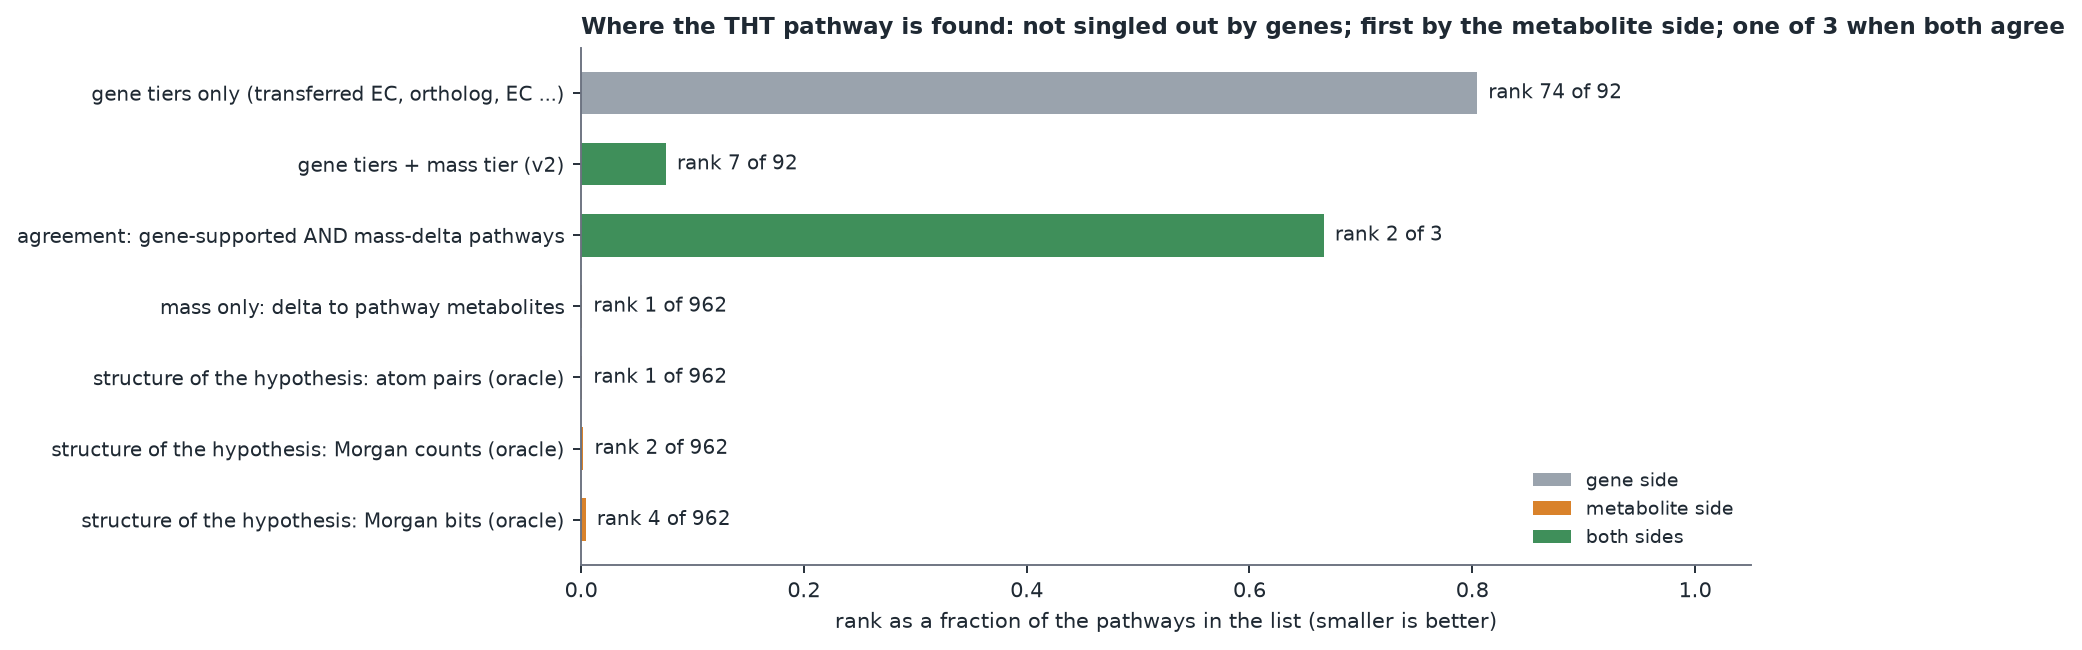 Where the THT pathway is found: not singled out by genes; first by the metabolite side; one of 3 when both agree
gene tiers only (transferred EC, ortholog, EC ...)
rank 74 of 92
gene tiers + mass tier (v2)
rank 7 of 92
agreement: gene-supported AND mass-delta pathways
rank 2 of 3
mass only: delta to pathway metabolites
rank 1 of 962
structure of the hypothesis: atom pairs (oracle)
rank 1 of 962
structure of the hypothesis: Morgan counts (oracle)
rank 2 of 962
structure of the hypothesis: Morgan bits (oracle)
rank 4 of 962
gene side
metabolite side
both sides
0.0 0.2 0.4 0.6 0.8 1.0
rank as a fraction of the pathways in the list (smaller is better)